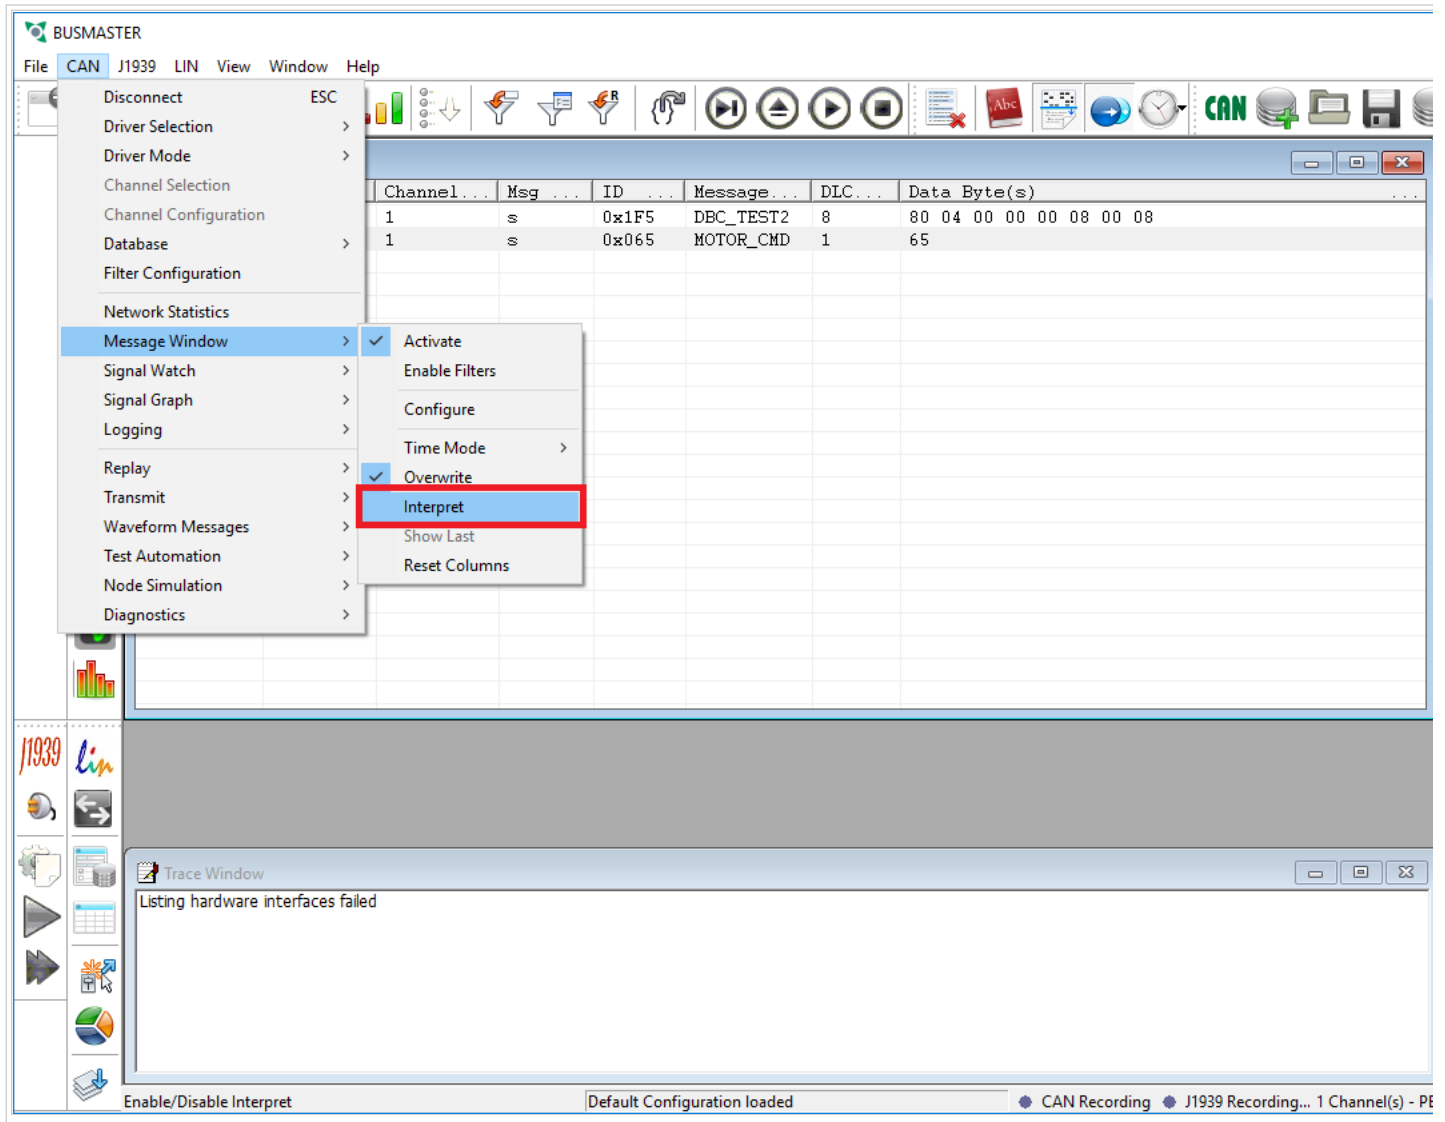 BUSMASTER
File CAN J1939 LIN View Window Help
Disconnect ESC
Driver Selection
Driver Mode
Channel Selection
Channel Configuration
Database
Filter Configuration
Network Statistics
Message Window
Signal Watch
Signal Graph
Logging
Replay
Transmit
Waveform Messages
Test Automation
Node Simulation
Diagnostics
Activate
Enable Filters
Configure
Time Mode
Overwrite
Interpret
Show Last
Reset Columns
R
Abc
CAN
Channel... Msg ... ID ... Message... DLC... Data Byte(s) ...
1 s 0x1F5 DBC_TEST2 8 80 04 00 00 00 08 00 08
1 s 0x065 MOTOR_CMD 1 65
J1939 lin
Trace Window
Listing hardware interfaces failed
Enable/Disable Interpret Default Configuration loaded CAN Recording J1939 Recording... 1 Channel(s) - PE